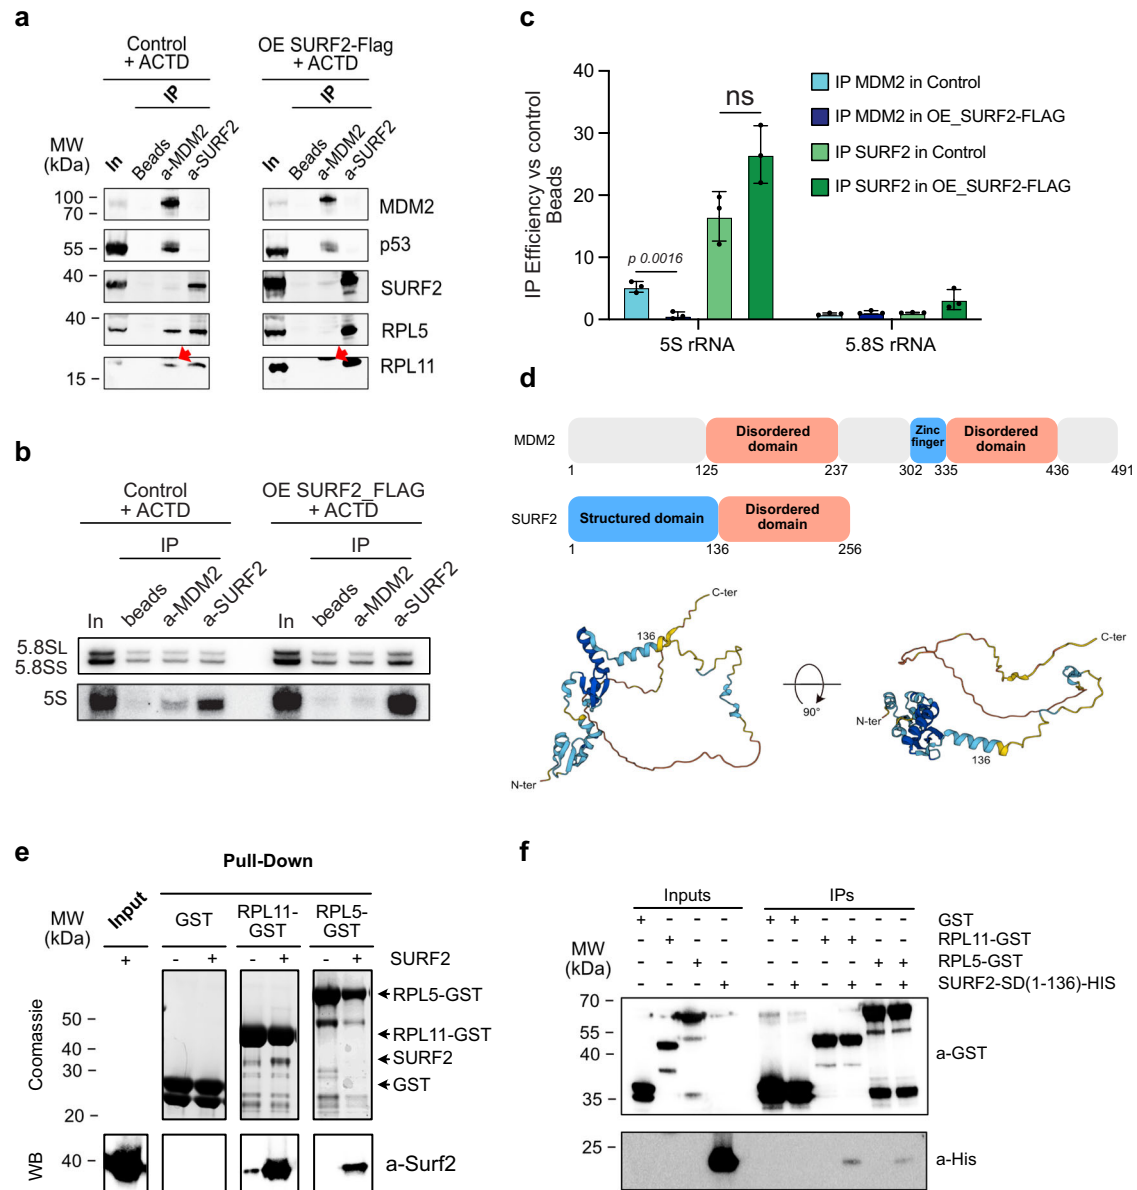 a
Control
+ ACTD
OE SURF2-Flag
+ ACTD
IP
IP
MW
(kDa)
In
Beads
a-MDM2
a-SURF2
In
Beads
a-MDM2
a-SURF2
100
70
MDM2
55
p53
40
SURF2
40
RPL5
15
RPL11
b
Control
+ ACTD
OE SURF2_FLAG
+ ACTD
IP
IP
In
beads
a-MDM2
a-SURF2
In
beads
a-MDM2
a-SURF2
5.8SL
5.8SS
5S
c
IP Efficiency vs control
Beads
40
30
20
10
0
p 0.0016
ns
5S rRNA
5.8S rRNA
IP MDM2 in Control
IP MDM2 in OE_SURF2-FLAG
IP SURF2 in Control
IP SURF2 in OE_SURF2-FLAG
d
MDM2
Disordered
domain
Zinc
finger
Disordered
domain
1 125 237 302 335 436 491
SURF2
Structured domain
Disordered
domain
1 136 256
C-ter
136
N-ter
90°
C-ter
N-ter
136
e
Pull-Down
MW
(kDa)
Input
GST
RPL11-
GST
RPL5-
GST
+ - + - + - + SURF2
Coomassie
50
40
30
20
RPL5-GST
RPL11-GST
SURF2
GST
WB
40
a-Surf2
f
Inputs
IPs
+ - - - + + - - - - GST
- + - - - - + + - - RPL11-GST
- - + - - - - - + + RPL5-GST
- - - + - + - + - + SURF2-SD(1-136)-HIS
MW
(kDa)
70
55
40
35
a-GST
25
a-His